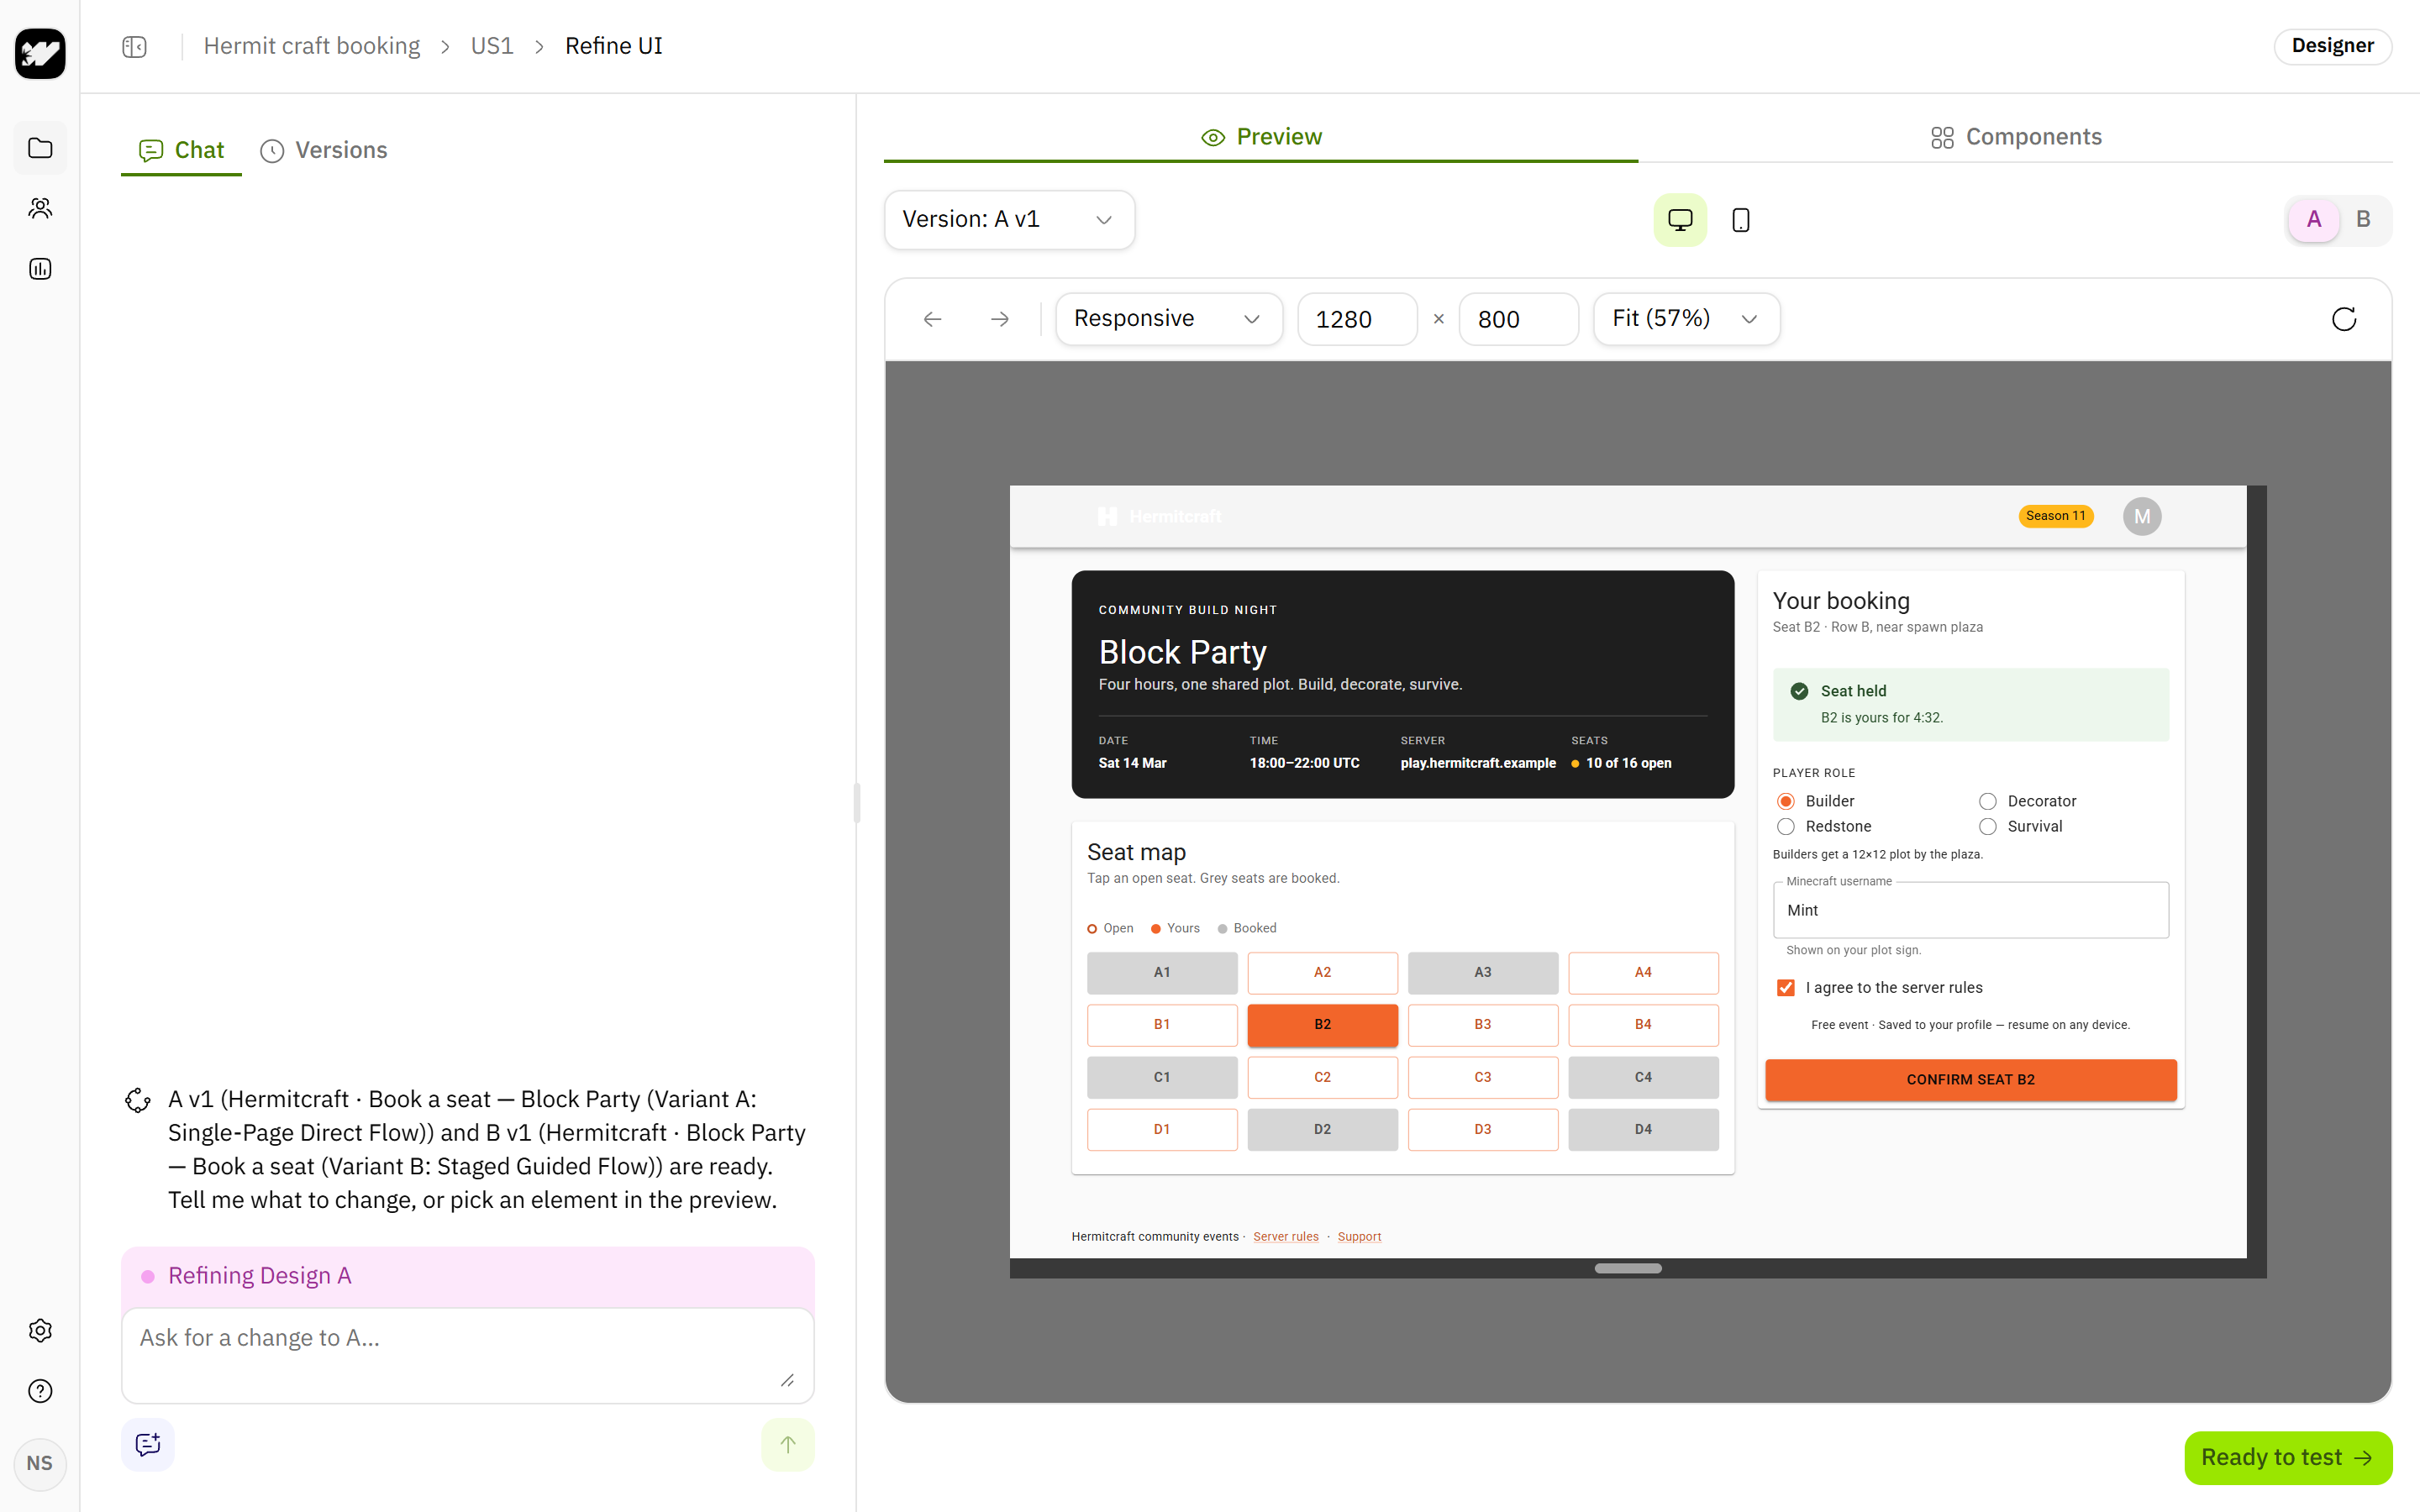 Hermit craft booking > US1 > Refine UI
Designer
Chat
Versions
Preview
Components
Version: A v1
A
B
Responsive
1280 × 800
Fit (57%)
Hermitcraft
Season 11
M
COMMUNITY BUILD NIGHT
Block Party
Four hours, one shared plot. Build, decorate, survive.
DATE TIME SERVER SEATS
Sat 14 Mar 18:00–22:00 UTC play.hermitcraft.example 10 of 16 open
Seat map
Tap an open seat. Grey seats are booked.
Open Yours Booked
A1 A2 A3 A4
B1 B2 B3 B4
C1 C2 C3 C4
D1 D2 D3 D4
Your booking
Seat B2 · Row B, near spawn plaza
Seat held
B2 is yours for 4:32.
PLAYER ROLE
Builder Decorator
Redstone Survival
Builders get a 12×12 plot by the plaza.
Minecraft username
Mint
Shown on your plot sign.
I agree to the server rules
Free event · Saved to your profile — resume on any device.
CONFIRM SEAT B2
Hermitcraft community events · Server rules · Support
A v1 (Hermitcraft · Book a seat — Block Party (Variant A:
Single-Page Direct Flow)) and B v1 (Hermitcraft · Block Party
— Book a seat (Variant B: Staged Guided Flow)) are ready.
Tell me what to change, or pick an element in the preview.
Refining Design A
Ask for a change to A...
NS
Ready to test